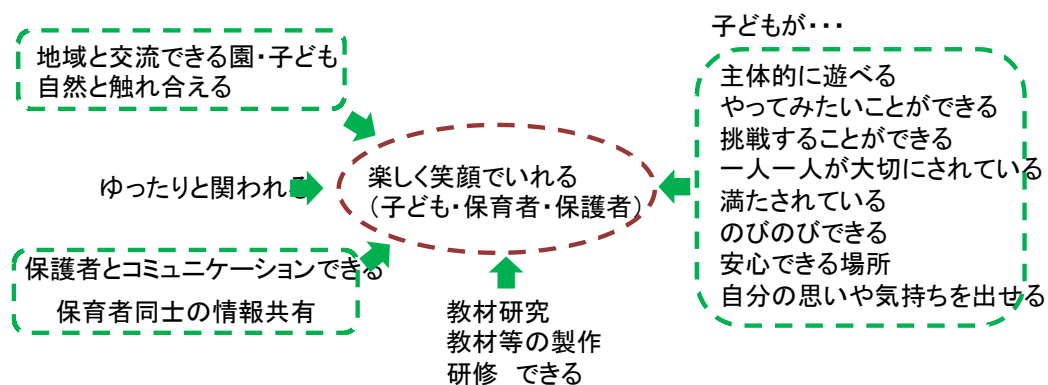 地域と交流できる園・子ども
自然と触れ合える
ゆったりと関われる
保護者とコミュニケーションできる
保育者同士の情報共有
楽しく笑顔でいれる
（子ども・保育者・保護者）
教材研究
教材等の製作
研修　できる
子どもが・・・
主体的に遊べる
やってみたいことができる
挑戦することができる
一人一人が大切にされている
満たされている
のびのびできる
安心できる場所
自分の思いや気持ちを出せる